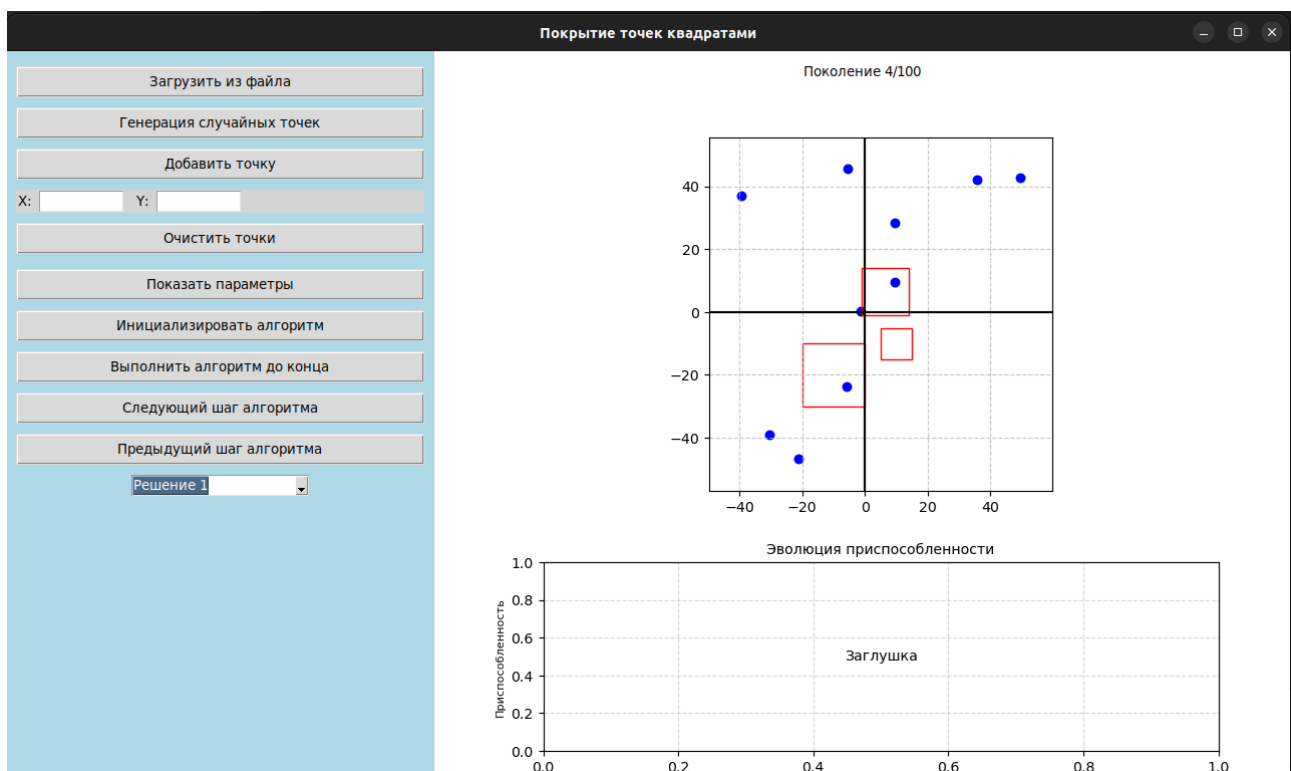 Покрытие точек квадратами
Загрузить из файла
Генерация случайных точек
Добавить точку
X: Y:
Очистить точки
Показать параметры
Инициализировать алгоритм
Выполнить алгоритм до конца
Следующий шаг алгоритма
Предыдущий шаг алгоритма
Решение 1
Поколение 4/100
40
20
0
−20
−40
−40 −20 0 20 40
Эволюция приспособленности
Приспособленность
1.0
0.8
0.6
0.4
0.2
0.0
Заглушка
0.0 0.2 0.4 0.6 0.8 1.0